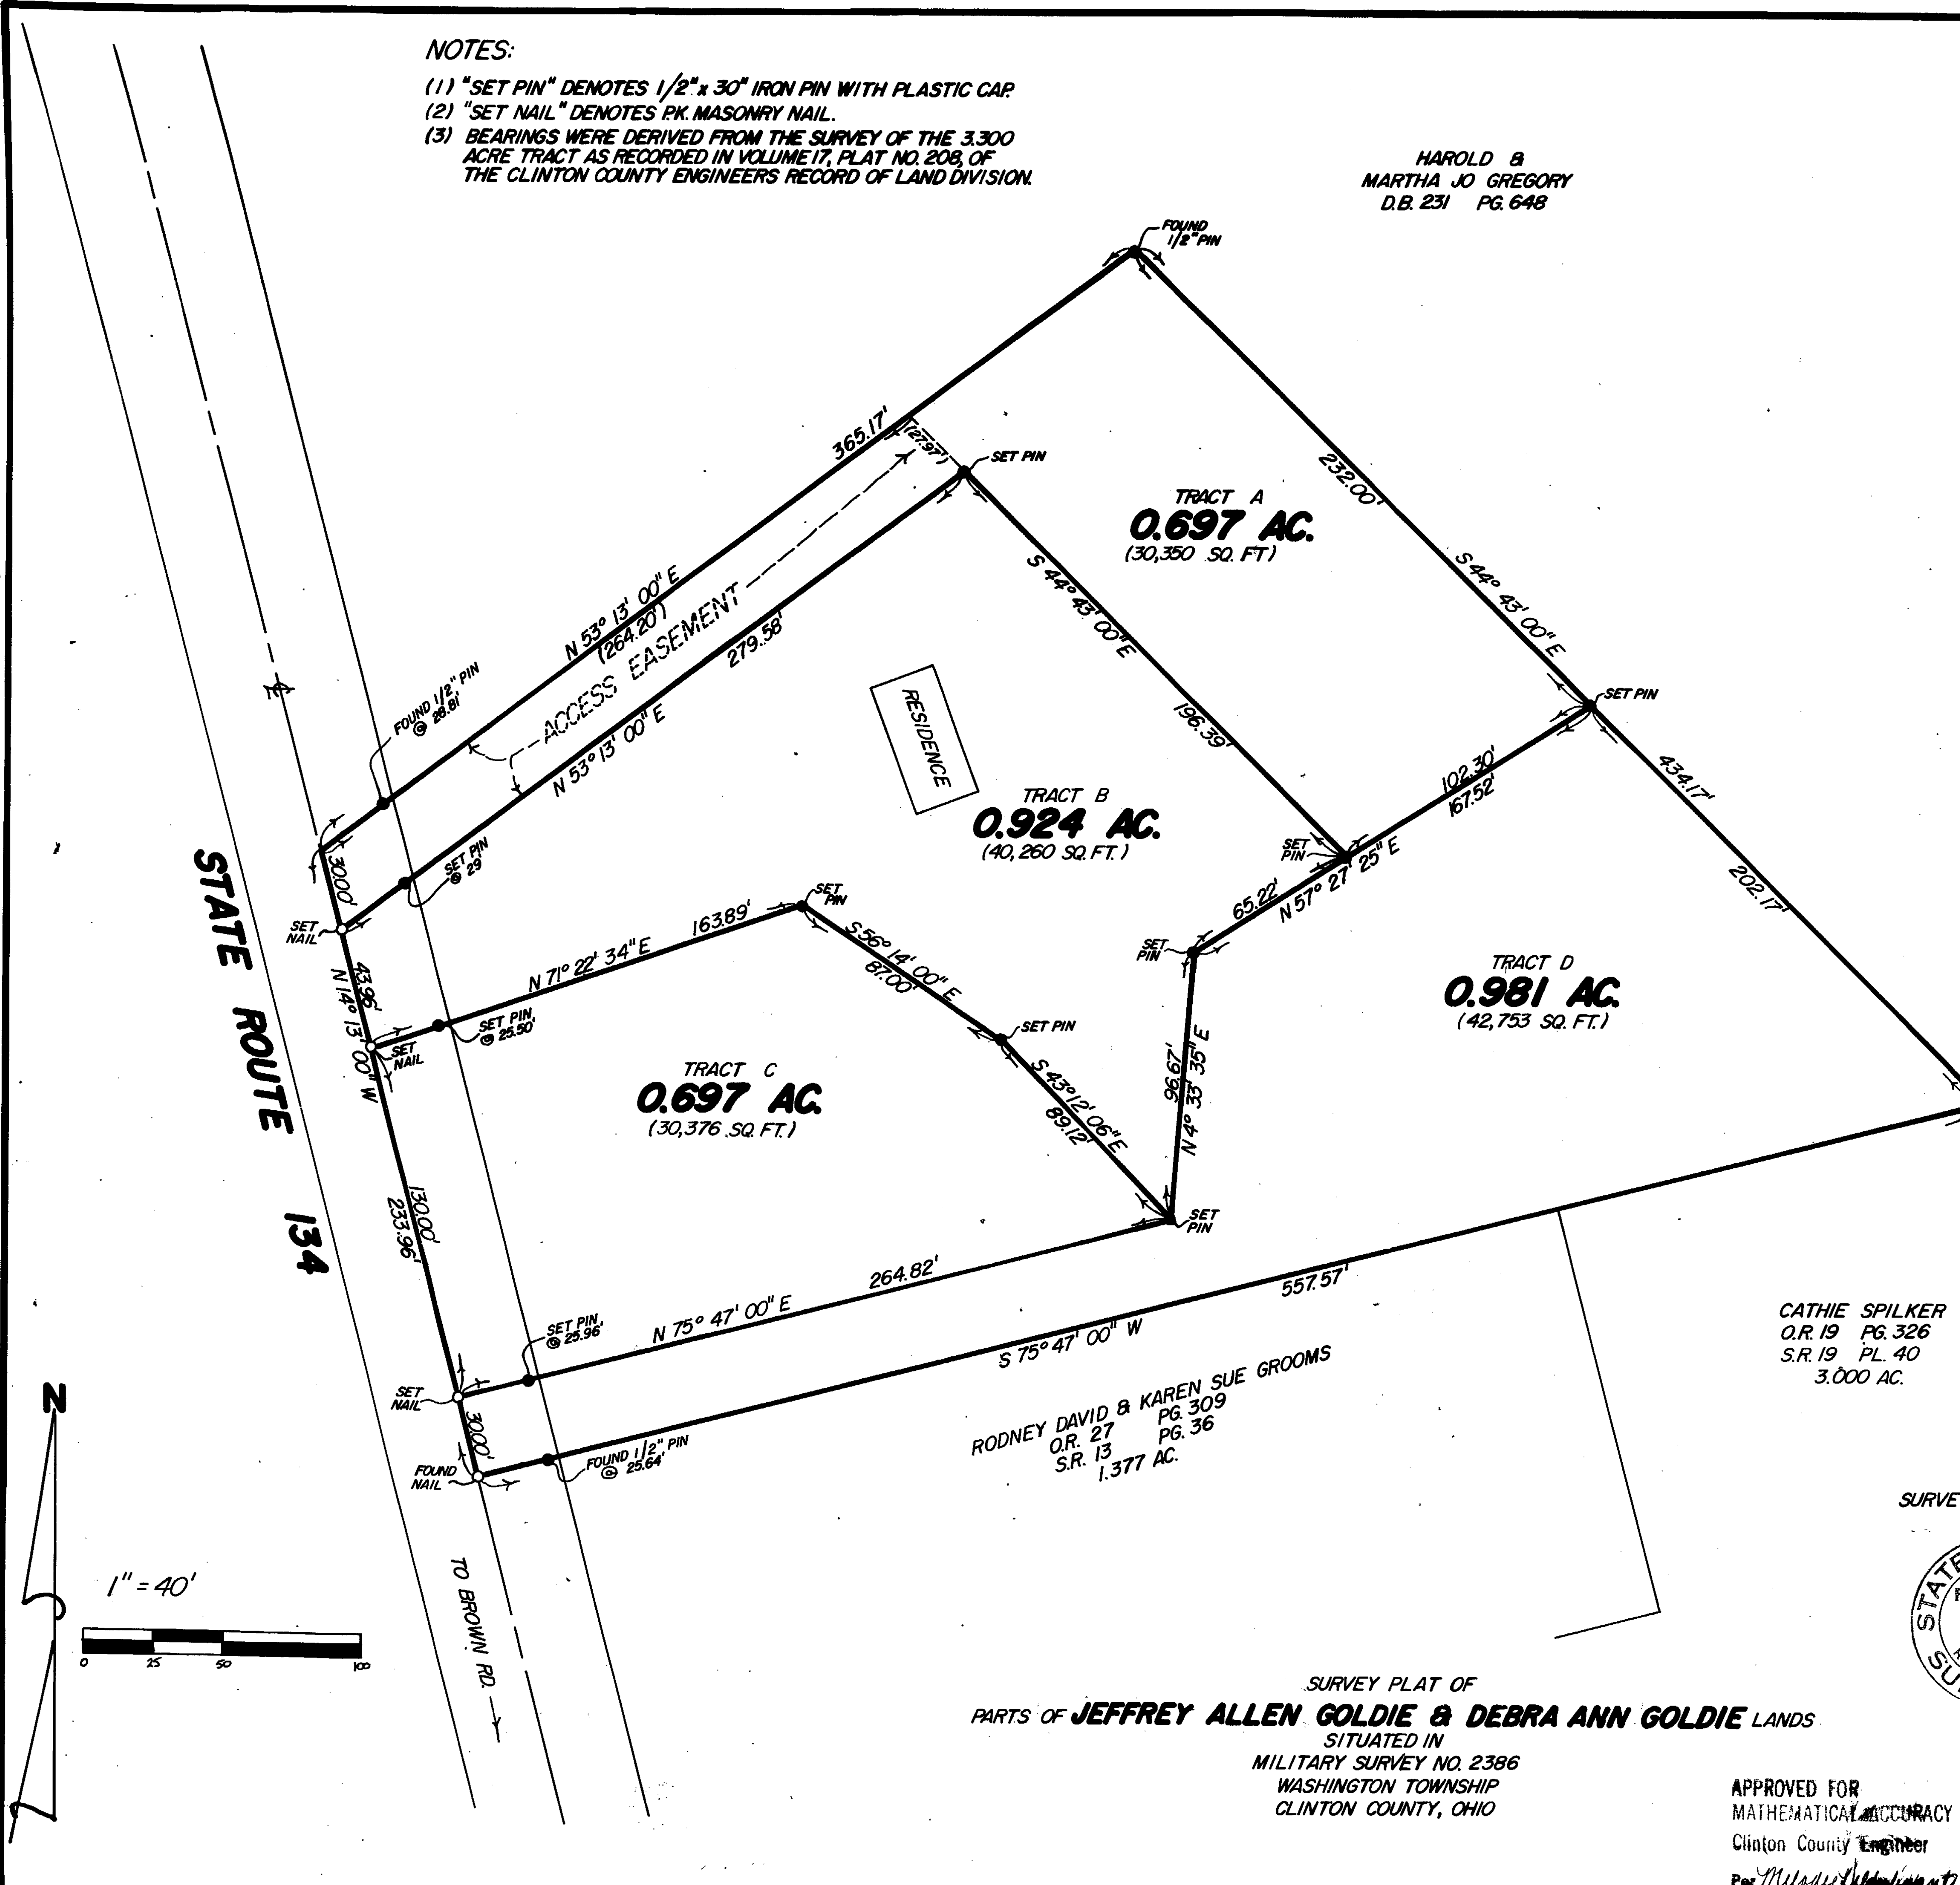 NOTES:
(1) "SET PIN" DENOTES 1/2" x 30" IRON PIN WITH PLASTIC CAP.
(2) "SET NAIL" DENOTES P.K. MASONRY NAIL.
(3) BEARINGS WERE DERIVED FROM THE SURVEY OF THE 3.300
ACRE TRACT AS RECORDED IN VOLUME 17, PLAT NO. 208, OF
THE CLINTON COUNTY ENGINEERS RECORD OF LAND DIVISION.
HAROLD &
MARTHA JO GREGORY
D.B. 231 PG. 648
FOUND
1/2" PIN
365.17'
(27.97')
SET PIN
232.00'
TRACT A
0.697 AC.
(30,350 SQ. FT.)
S 44° 43' 00" E
S 44° 43' 00" E
N 53° 13' 00" E
(264.20')
ACCESS EASEMENT
279.58'
N 53° 13' 00" E
FOUND 1/2" PIN
@ 28.81'
RESIDENCE
196.39'
SET PIN
102.30'
167.52'
434.17'
TRACT B
0.924 AC.
(40,260 SQ. FT.)
SET
PIN
N 57° 27' 25" E
65.22'
202.17'
30.00'
SET PIN
@ 29'
SET
NAIL
163.89'
SET
PIN
N 71° 22' 34" E
S 56° 14' 00" E
87.00'
SET
PIN
TRACT D
0.981 AC.
(42,753 SQ. FT.)
43.96'
N 14° 13' 00" W
SET PIN
@ 25.50'
SET
NAIL
SET PIN
STATE ROUTE 134
TRACT C
0.697 AC.
(30,376 SQ. FT.)
S 43° 12' 06" E
89.12'
96.67'
N 4° 33' 35" E
130.00'
233.96'
SET
PIN
264.82'
557.57'
N 75° 47' 00" E
SET PIN
@ 25.96'
S 75° 47' 00" W
CATHIE SPILKER
O.R. 19 PG. 326
S.R. 19 PL. 40
3.000 AC.
SET
NAIL
30.00'
FOUND
NAIL
FOUND 1/2" PIN
@ 25.64'
RODNEY DAVID & KAREN SUE GROOMS
O.R. 27 PG. 309
S.R. 13 PG. 36
1.377 AC.
N
SURVE
STATE
SU
1" = 40'
0 25 50 100
TO BROWN RD.
SURVEY PLAT OF
PARTS OF JEFFREY ALLEN GOLDIE & DEBRA ANN GOLDIE LANDS
SITUATED IN
MILITARY SURVEY NO. 2386
WASHINGTON TOWNSHIP
CLINTON COUNTY, OHIO
APPROVED FOR
MATHEMATICAL ACCURACY
Clinton County Engineer
Per